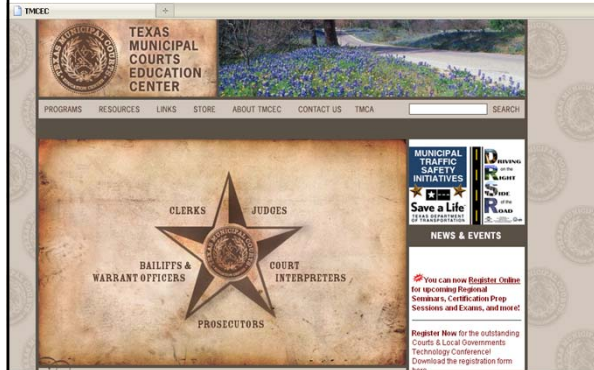 TMCEC
TEXAS
MUNICIPAL
COURTS
EDUCATION
CENTER
PROGRAMS RESOURCES LINKS STORE ABOUT TMCEC CONTACT US TMCA SEARCH
CLERKS JUDGES
BAILIFFS &
WARRANT OFFICERS
COURT
INTERPRETERS
PROSECUTORS
MUNICIPAL
TRAFFIC
SAFETY
INITIATIVES
Save a Life
TEXAS DEPARTMENT
OF TRANSPORTATION
DRIVING
on the
RIGHT
SIDE
of the
ROAD
NEWS & EVENTS
You can now Register Online
for upcoming Regional
Seminars, Certification Prep
Sessions and Exams, and more!
Register Now for the outstanding
Courts & Local Governments
Technology Conference!
Download the registration form
here